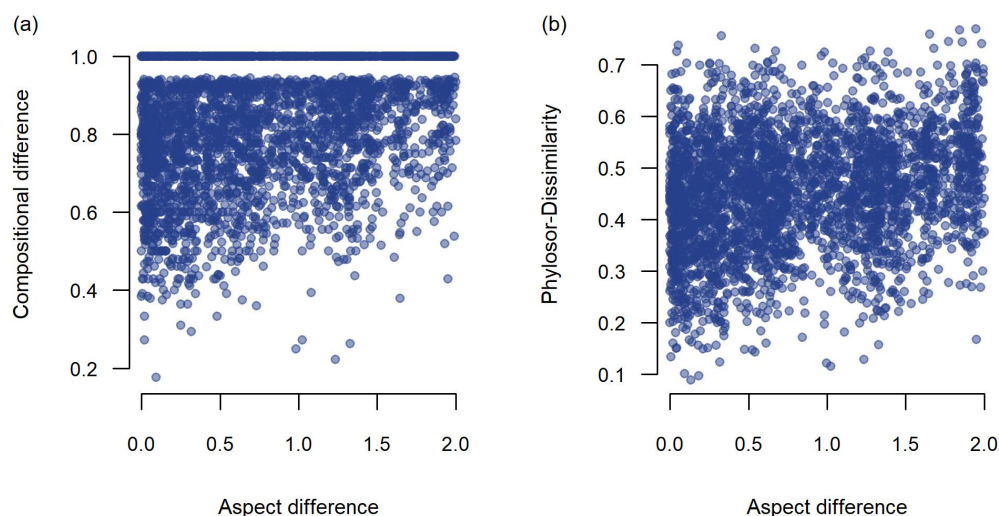 (a)
Compositional difference
1.0
0.8
0.6
0.4
0.2
0.0 0.5 1.0 1.5 2.0
Aspect difference
(b)
Phylosor-Dissimilarity
0.7
0.6
0.5
0.4
0.3
0.2
0.1
0.0 0.5 1.0 1.5 2.0
Aspect difference